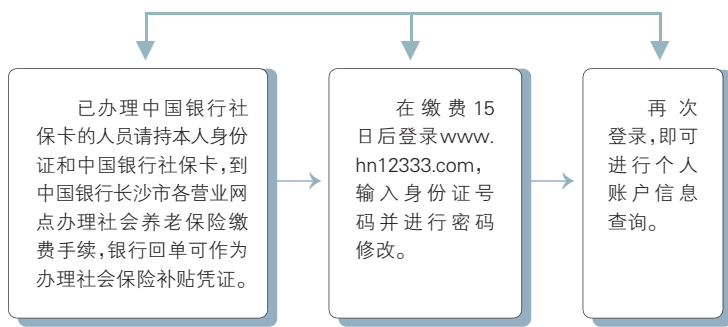 已办理中国银行社
保卡的人员请持本人身份
证和中国银行社保卡,到
中国银行长沙市各营业网
点办理社会养老保险缴
费手续,银行回单可作为
办理社会保险补贴凭证。
在缴费15
日后登录www.
hn12333.com,
输入身份证号
码并进行密码
修改。
再次
登录,即可
进行个人
账户信息
查询。